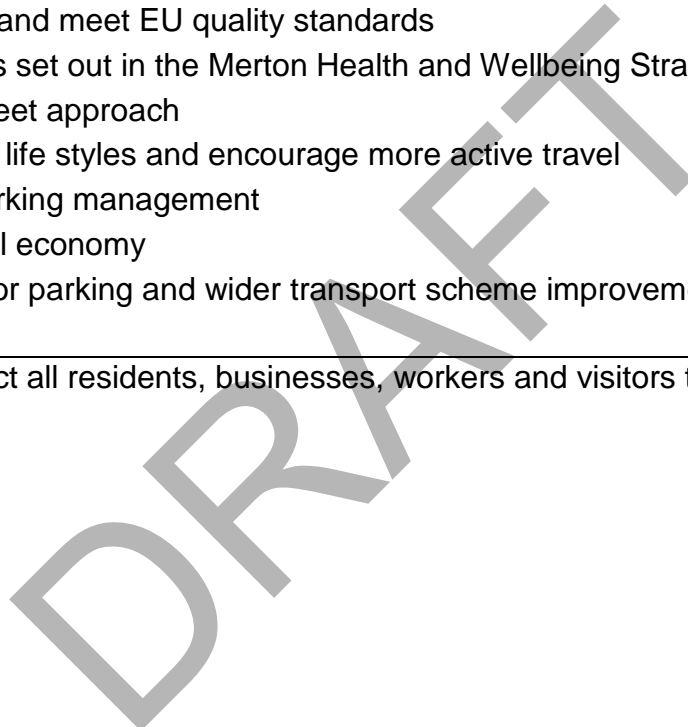 and meet EU quality standards
s set out in the Merton Health and Wellbeing Stra
eet approach
life styles and encourage more active travel
rking management
l economy
or parking and wider transport scheme improveme
ct all residents, businesses, workers and visitors t
DRAFT